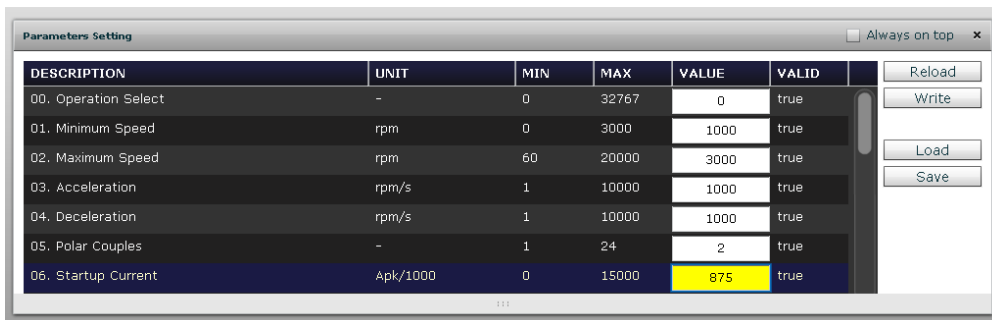 Parameters Setting Always on top ×
DESCRIPTION UNIT MIN MAX VALUE VALID Reload
00. Operation Select - 0 32767 0 true Write
01. Minimum Speed rpm 0 3000 1000 true
02. Maximum Speed rpm 60 20000 3000 true Load
03. Acceleration rpm/s 1 10000 1000 true Save
04. Deceleration rpm/s 1 10000 1000 true
05. Polar Couples - 1 24 2 true
06. Startup Current Apk/1000 0 15000 875 true